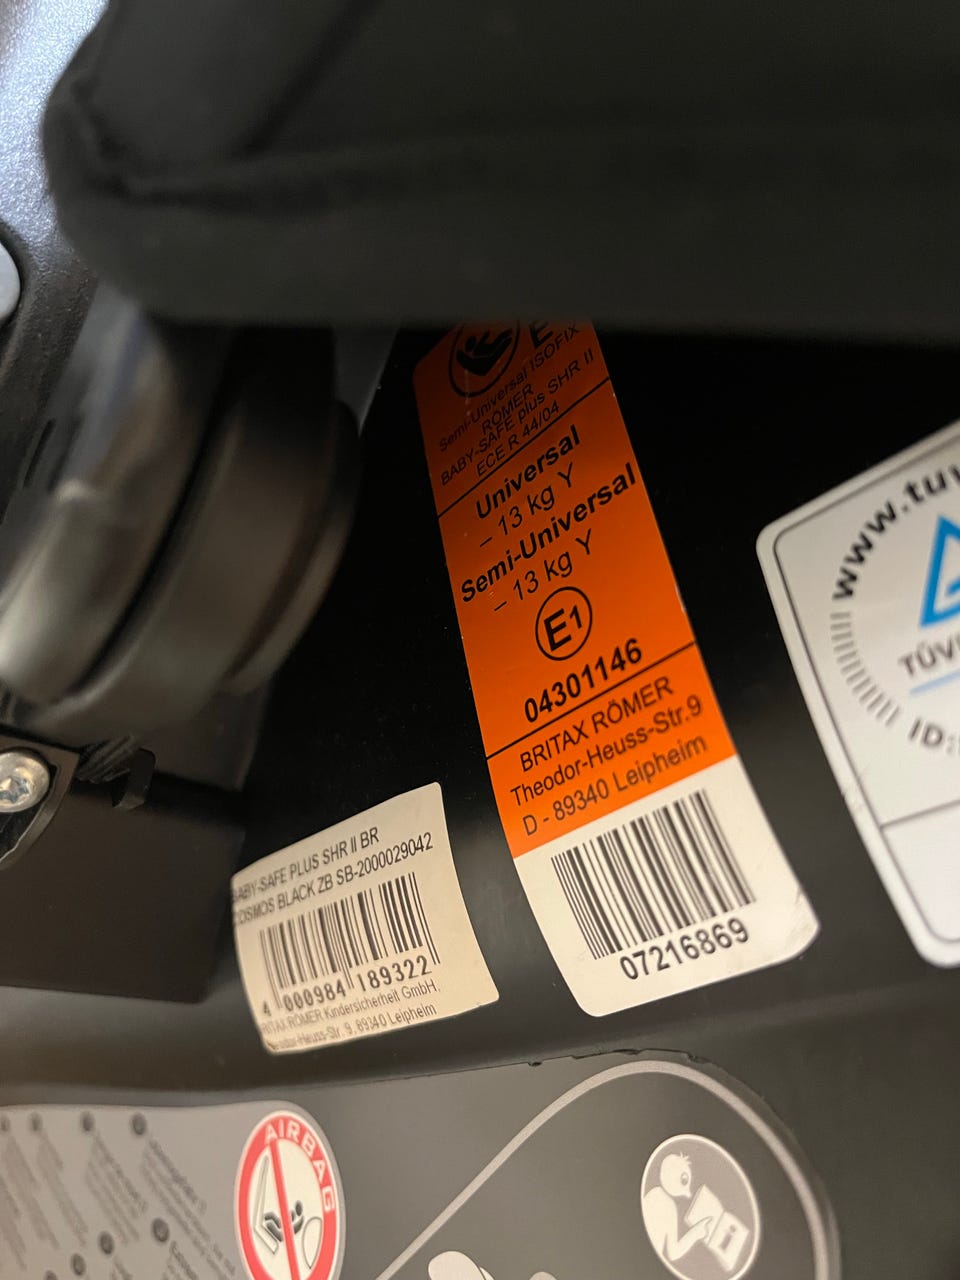 E
Semi-Universal ISOFIX
RÖMER
BABY-SAFE plus SHR II
ECE R 44/04
Universal
– 13 kg Y
Semi-Universal
– 13 kg Y
E1
04301146
BRITAX RÖMER
Theodor-Heuss-Str.9
D - 89340 Leipheim
07216869
BABY-SAFE PLUS SHR II BR
COSMOS BLACK ZB SB-2000029042
4 000984 189322
BRITAX RÖMER Kindersicherheit GmbH,
Theodor-Heuss-Str. 9, 89340 Leipheim
www.tuv
TÜV
ID:
AIRBAG
i